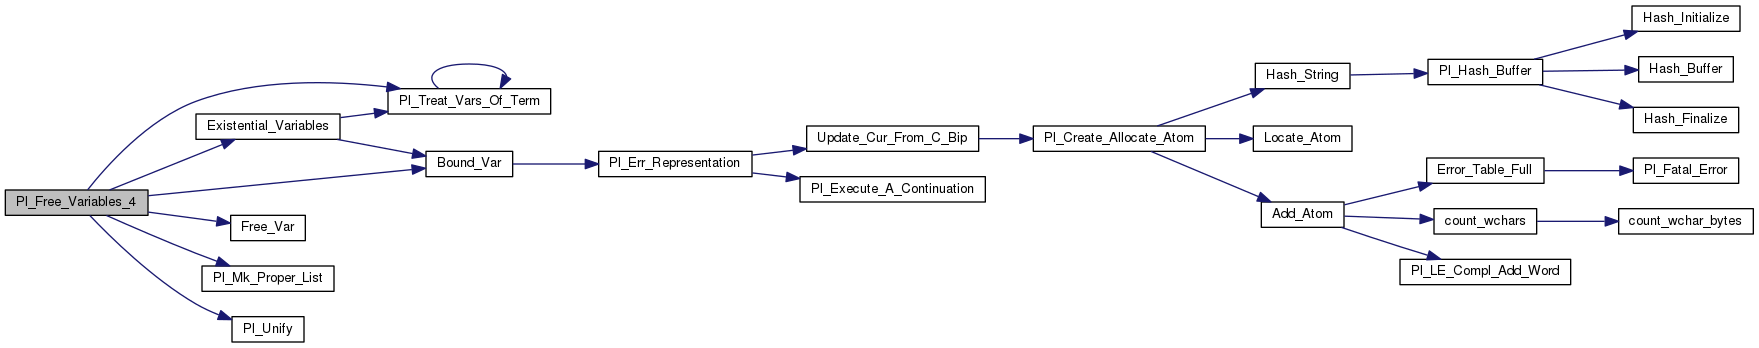 Pl_Free_Variables_4
Existential_Variables
Pl_Treat_Vars_Of_Term
Bound_Var
Free_Var
Pl_Mk_Proper_List
Pl_Unify
Pl_Err_Representation
Update_Cur_From_C_Bip
Pl_Execute_A_Continuation
Pl_Create_Allocate_Atom
Hash_String
Locate_Atom
Add_Atom
Pl_Hash_Buffer
Hash_Initialize
Hash_Buffer
Hash_Finalize
Error_Table_Full
Pl_Fatal_Error
count_wchars
count_wchar_bytes
Pl_LE_Compl_Add_Word